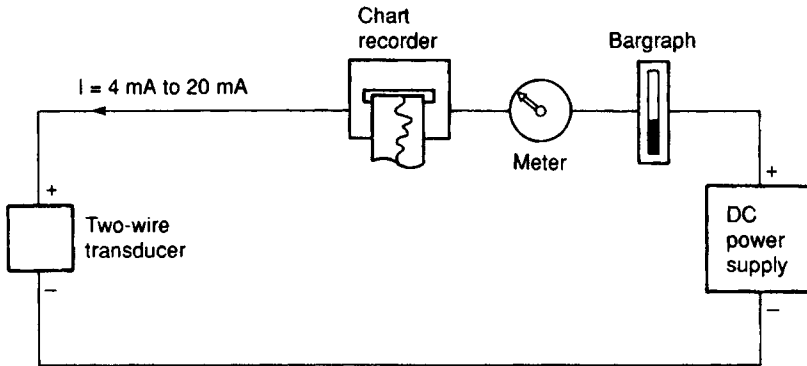 Chart
recorder
Bargraph
I = 4 mA to 20 mA
Meter
+
Two-wire
transducer
–
+
DC
power
supply
–